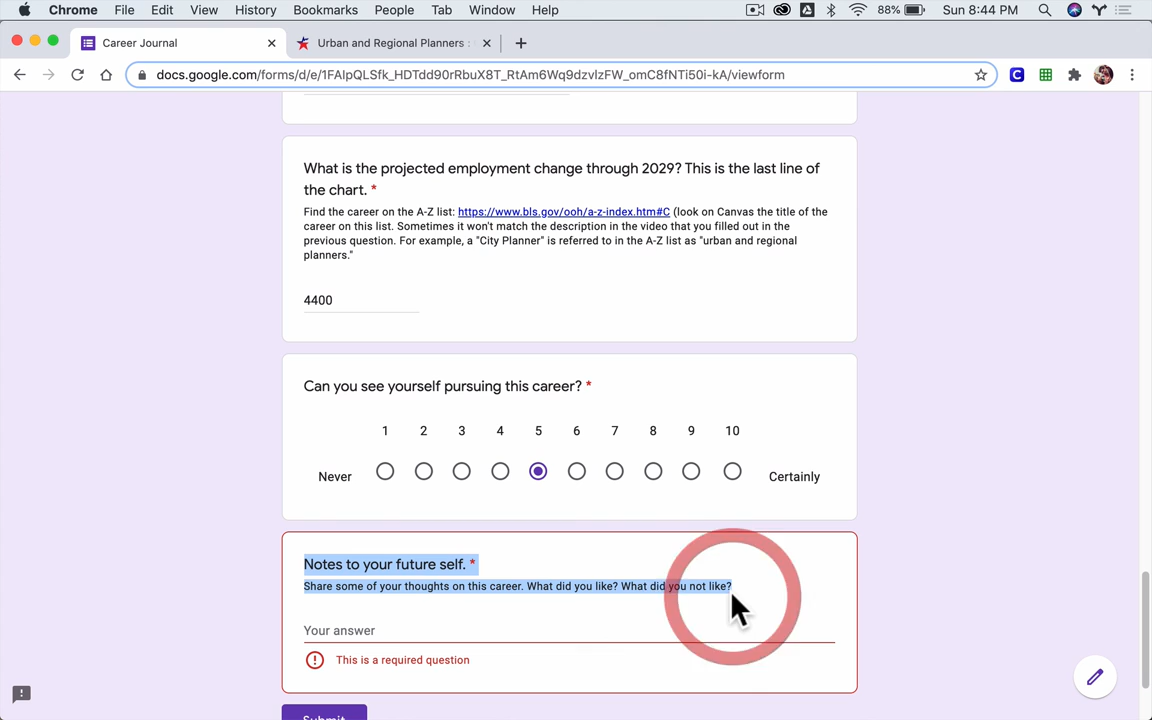 Chrome File Edit View History Bookmarks People Tab Window Help 88% Sun 8:44 PM
Career Journal Urban and Regional Planners :
docs.google.com/forms/d/e/1FAIpQLSfk_HDTdd90rRbuX8T_RtAm6Wq9dzvIzFW_omC8fNTi50i-kA/viewform
What is the projected employment change through 2029? This is the last line of
the chart. *
Find the career on the A-Z list: https://www.bls.gov/ooh/a-z-index.htm#C (look on Canvas the title of the
career on this list. Sometimes it won't match the description in the video that you filled out in the
previous question. For example, a "City Planner" is referred to in the A-Z list as "urban and regional
planners."
4400
Can you see yourself pursuing this career? *
1 2 3 4 5 6 7 8 9 10
Never Certainly
Notes to your future self. *
Share some of your thoughts on this career. What did you like? What did you not like?
Your answer
This is a required question
Submit